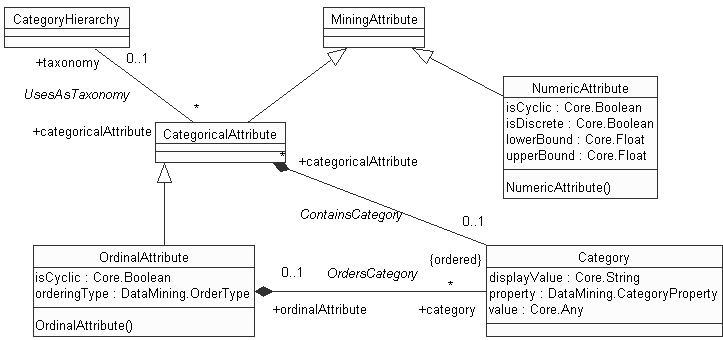 CategoryHierarchy
MiningAttribute
0..1
+taxonomy
UsesAsTaxonomy
*
+categoricalAttribute
CategoricalAttribute
NumericAttribute
isCyclic : Core.Boolean
isDiscrete : Core.Boolean
lowerBound : Core.Float
upperBound : Core.Float
NumericAttribute()
*
+categoricalAttribute
ContainsCategory
0..1
OrdinalAttribute
isCyclic : Core.Boolean
orderingType : DataMining.OrderType
OrdinalAttribute()
0..1
OrdersCategory
{ordered}
*
+ordinalAttribute
+category
Category
displayValue : Core.String
property : DataMining.CategoryProperty
value : Core.Any